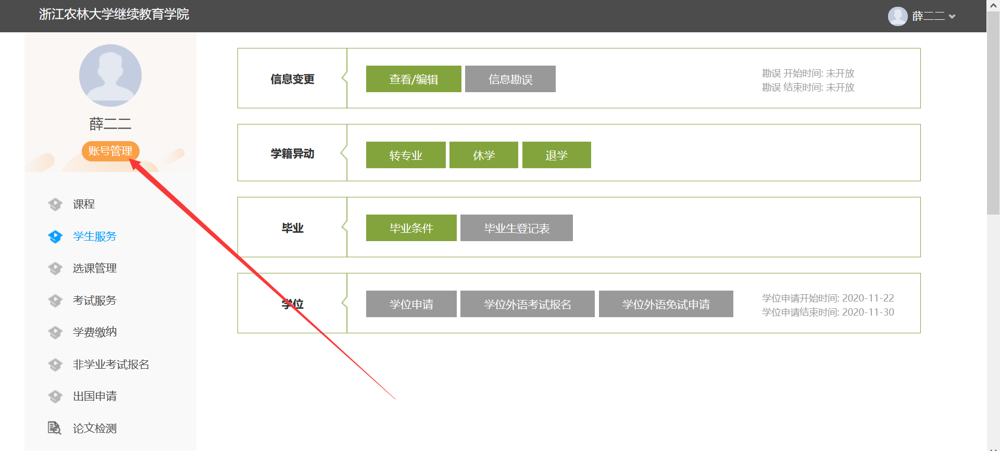 浙江农林大学继续教育学院
薛二二
薛二二
账号管理
课程
学生服务
选课管理
考试服务
学费缴纳
非学业考试报名
出国申请
论文检测
信息变更
查看/编辑
信息勘误
勘误 开始时间: 未开放
勘误 结束时间: 未开放
学籍异动
转专业
休学
退学
毕业
毕业条件
毕业生登记表
学位
学位申请
学位外语考试报名
学位外语免试申请
学位申请开始时间: 2020-11-22
学位申请结束时间: 2020-11-30